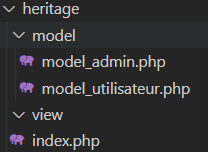 heritage
model
model_admin.php
model_utilisateur.php
view
index.php